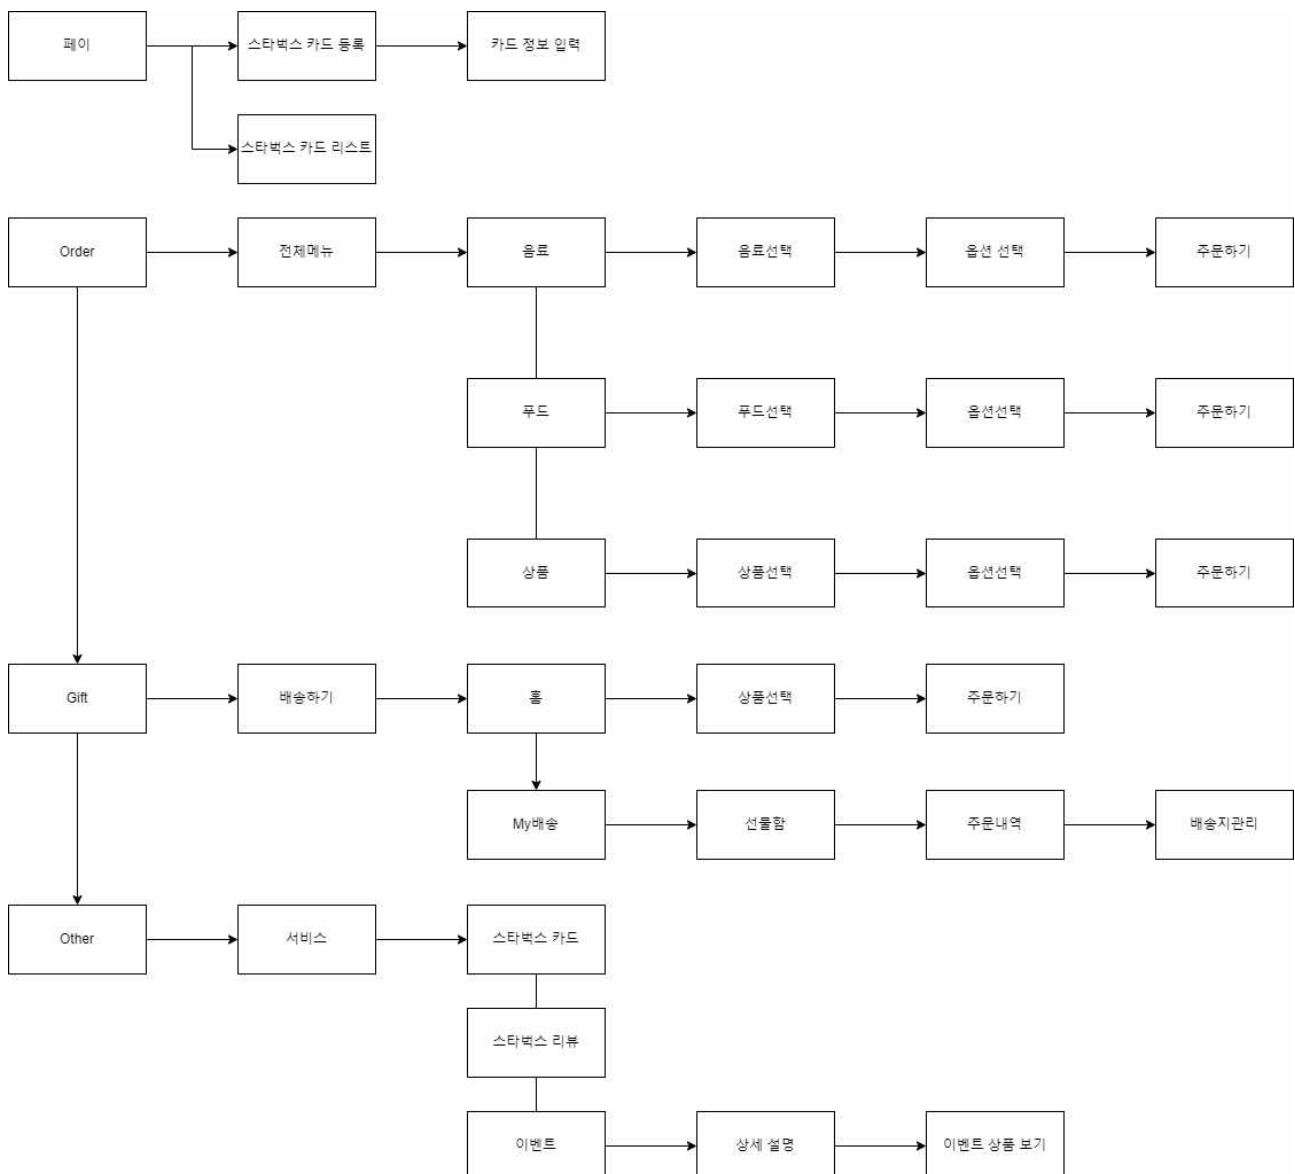 페이
스타벅스 카드 등록
카드 정보 입력
스타벅스 카드 리스트
Order
전체메뉴
음료
음료선택
옵션 선택
주문하기
푸드
푸드선택
옵션선택
주문하기
상품
상품선택
옵션선택
주문하기
Gift
배송하기
홈
상품선택
주문하기
My배송
선물함
주문내역
배송지관리
Other
서비스
스타벅스 카드
스타벅스 리뷰
이벤트
상세 설명
이벤트 상품 보기